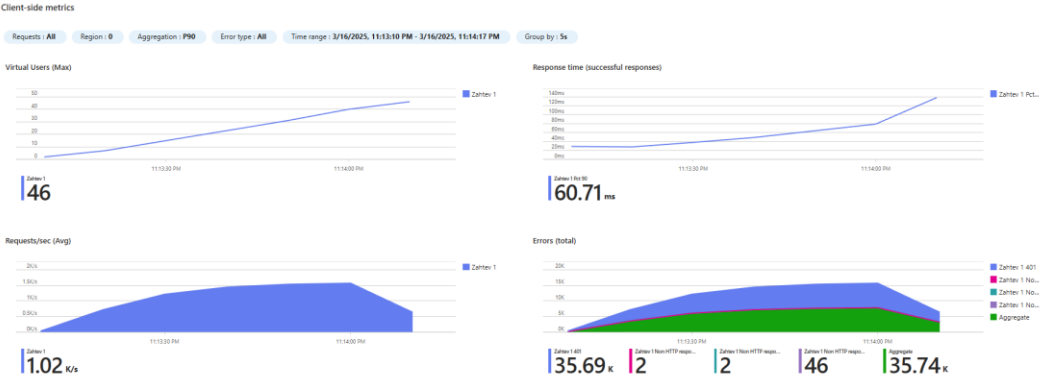 Client-side metrics
Requests : All
Region : 0
Aggregation : P90
Error type : All
Time range : 3/16/2025, 11:13:10 PM - 3/16/2025, 11:14:17 PM
Group by : 5s
Virtual Users (Max)
50
40
30
20
10
0
11:13:30 PM
11:14:00 PM
Zahtev 1
Zahtev 1
46
Response time (successful responses)
140ms
120ms
100ms
80ms
60ms
40ms
20ms
0ms
11:13:30 PM
11:14:00 PM
Zahtev 1 Pct...
Zahtev 1 Pct 90
60.71 ms
Requests/sec (Avg)
2K/s
1.5K/s
1K/s
0.5K/s
0K/s
11:13:30 PM
11:14:00 PM
Zahtev 1
Zahtev 1
1.02 K/s
Errors (total)
20K
15K
10K
5K
0K
11:13:30 PM
11:14:00 PM
Zahtev 1 401
Zahtev 1 No...
Zahtev 1 No...
Zahtev 1 No...
Aggregate
Zahtev 1 401
35.69 K
Zahtev 1 Non HTTP respo...
2
Zahtev 1 Non HTTP respo...
2
Zahtev 1 Non HTTP respo...
46
Aggregate
35.74 K